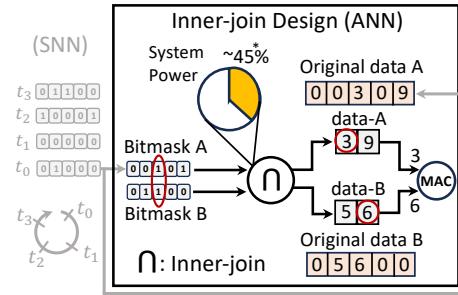 Inner-join Design (ANN)
(SNN)
System
Power
~45%*
Original data A
0 0 3 0 9
t3 0 1 1 0 0
t2 1 0 0 0 1
t1 0 0 0 0 0
t0 0 1 0 0 0
data-A
3 9
Bitmask A
0 0 1 0 1
0 1 1 0 0
Bitmask B
∩
3
MAC
6
data-B
5 6
t3
t0
t2
t1
∩: Inner-join
Original data B
0 5 6 0 0